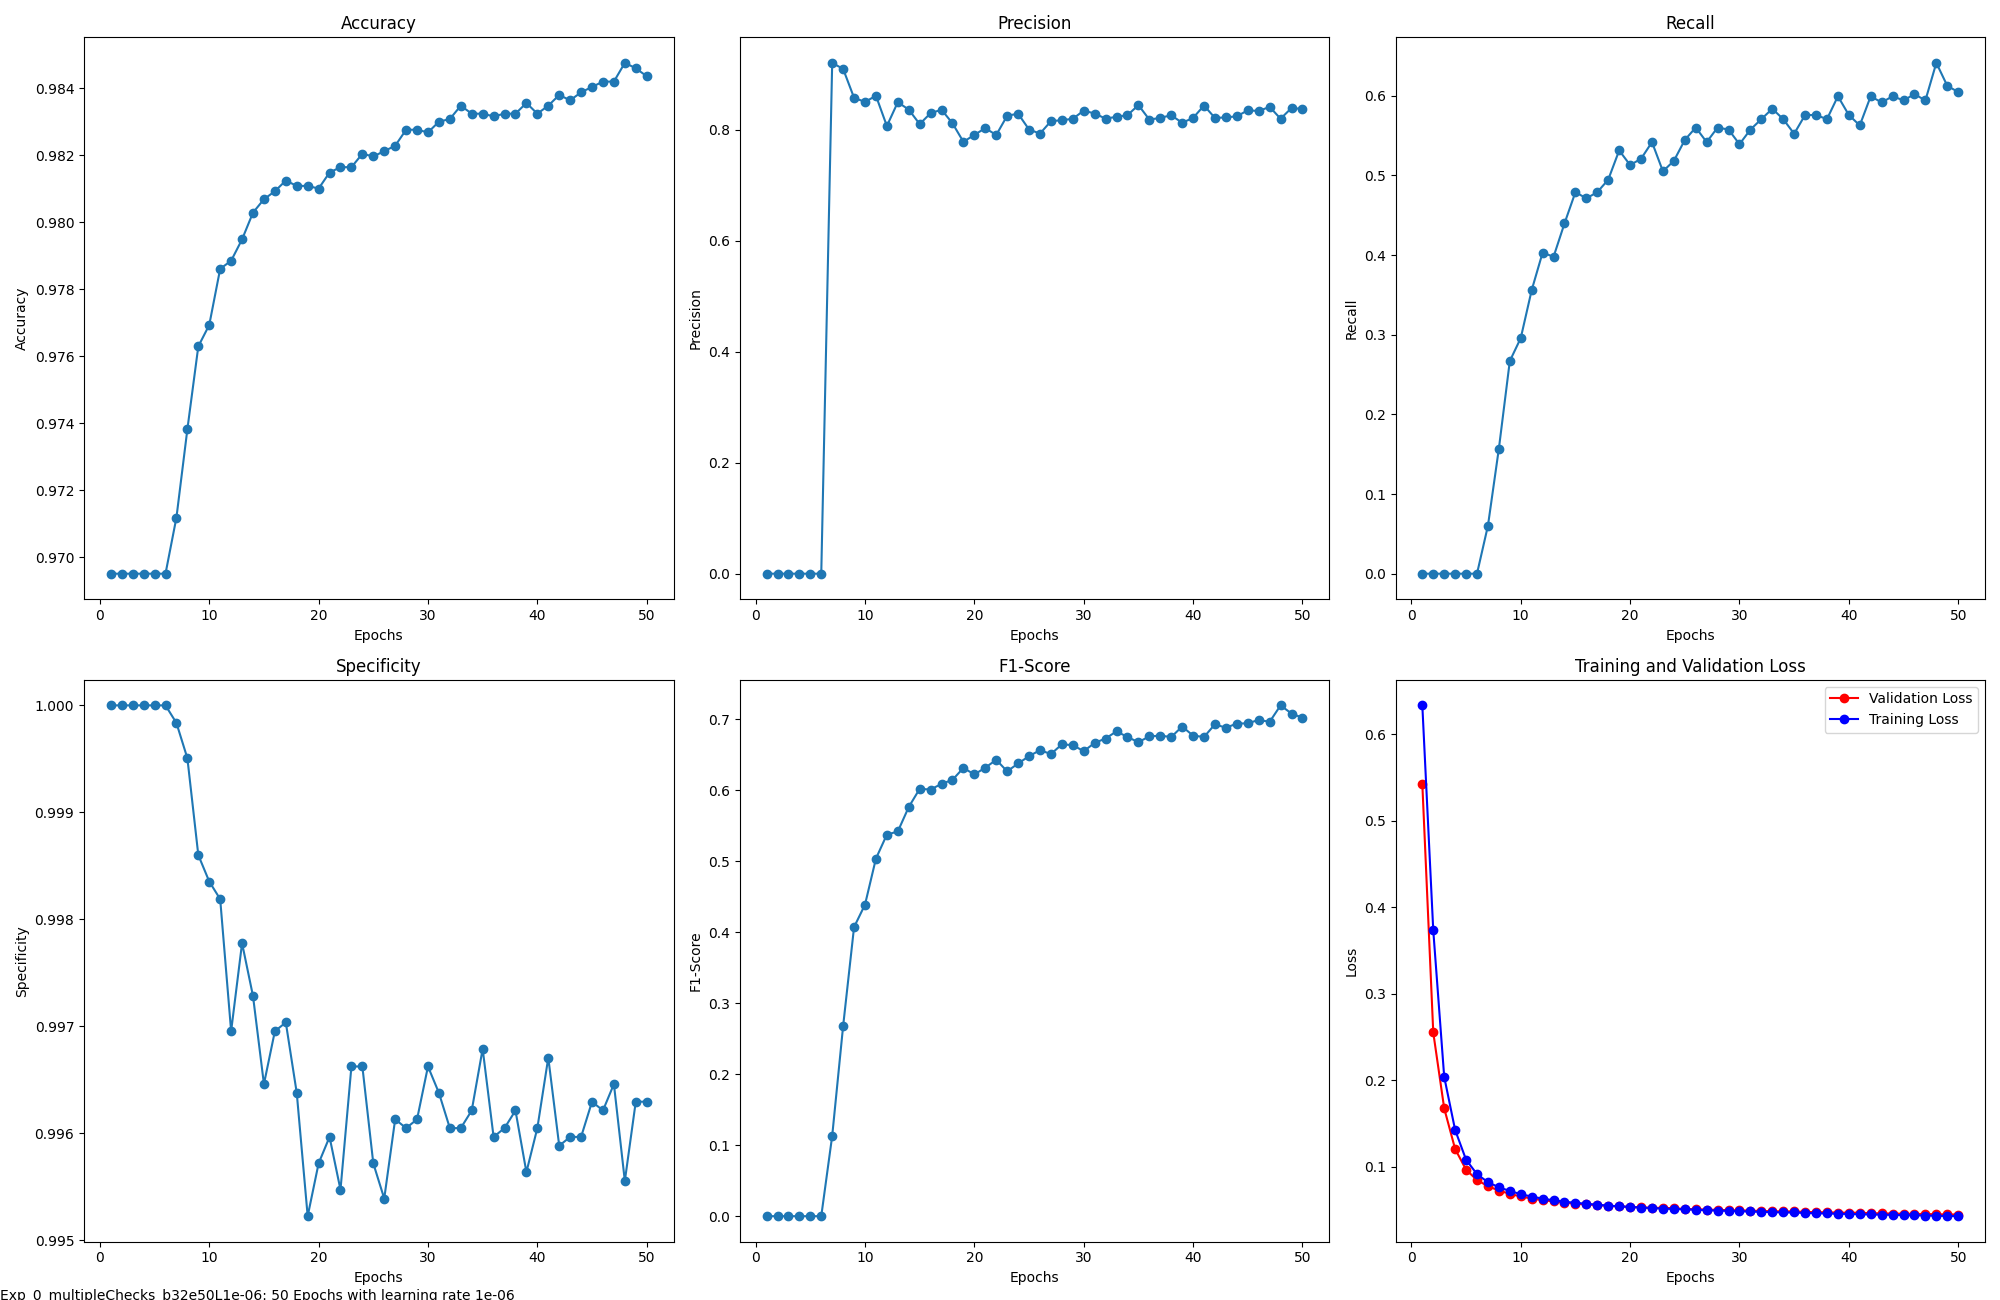 Accuracy
Accuracy
0.984
0.982
0.980
0.978
0.976
0.974
0.972
0.970
0 10 20 30 40 50
Epochs
Precision
Precision
0.8
0.6
0.4
0.2
0.0
0 10 20 30 40 50
Epochs
Recall
Recall
0.6
0.5
0.4
0.3
0.2
0.1
0.0
0 10 20 30 40 50
Epochs
Specificity
Specificity
1.000
0.999
0.998
0.997
0.996
0.995
0 10 20 30 40 50
Epochs
F1-Score
F1-Score
0.7
0.6
0.5
0.4
0.3
0.2
0.1
0.0
0 10 20 30 40 50
Epochs
Training and Validation Loss
Validation Loss
Training Loss
Loss
0.6
0.5
0.4
0.3
0.2
0.1
0 10 20 30 40 50
Epochs
Exp_0_multipleChecks_b32e50L1e-06: 50 Epochs with learning rate 1e-06